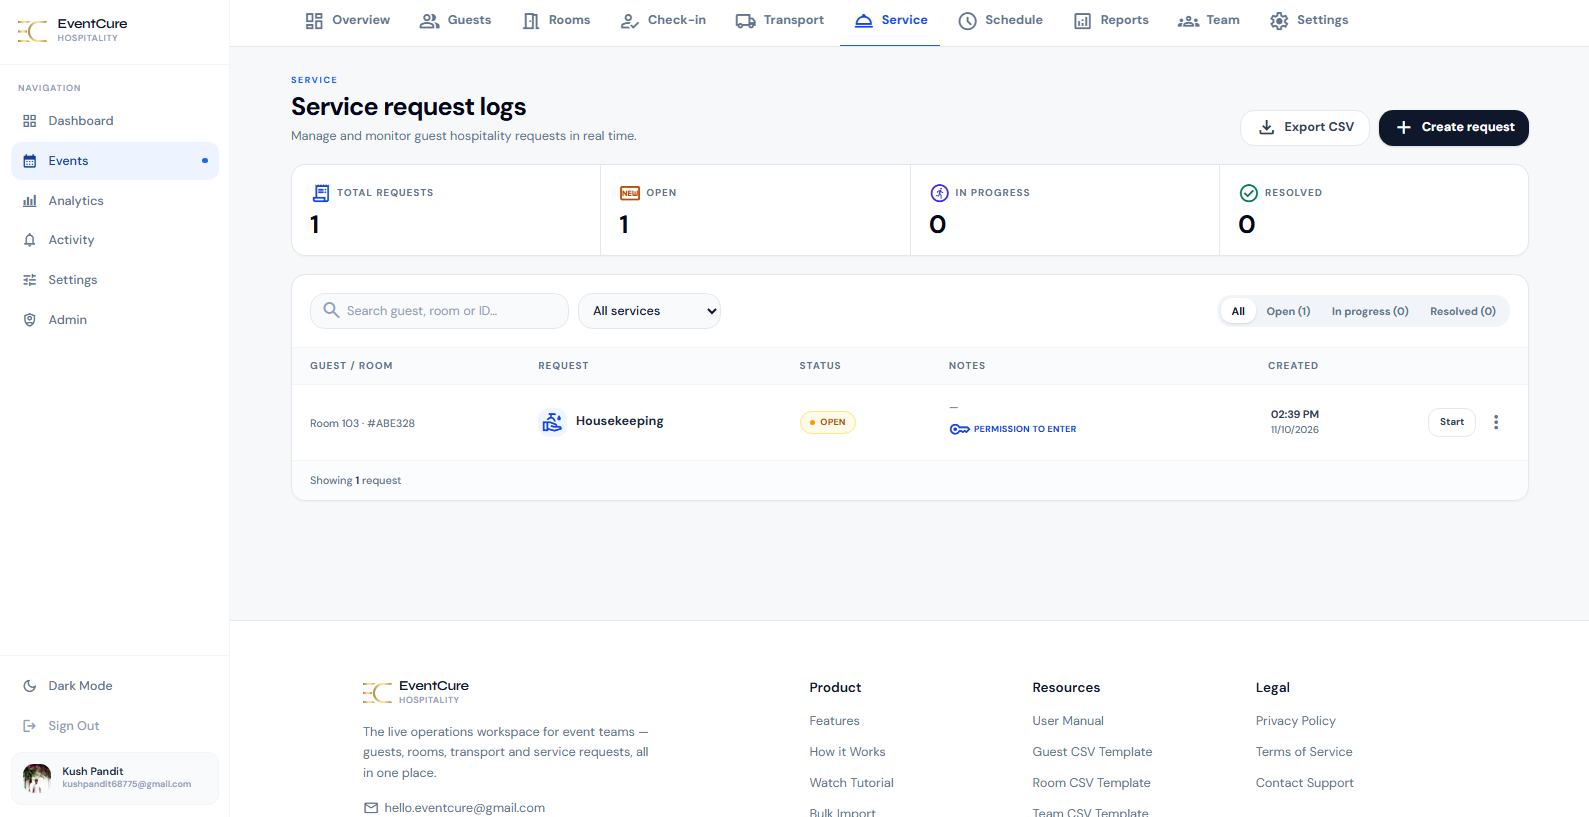 EventCure
HOSPITALITY
Overview
Guests
Rooms
Check-in
Transport
Service
Schedule
Reports
Team
Settings
NAVIGATION
Dashboard
Events
Analytics
Activity
Settings
Admin
SERVICE
Service request logs
Manage and monitor guest hospitality requests in real time.
Export CSV
Create request
TOTAL REQUESTS
1
NEW
OPEN
1
IN PROGRESS
0
RESOLVED
0
Search guest, room or ID...
All services
All
Open (1)
In progress (0)
Resolved (0)
GUEST / ROOM
REQUEST
STATUS
NOTES
CREATED
Room 103 · #ABE328
Housekeeping
OPEN
—
PERMISSION TO ENTER
02:39 PM
11/10/2026
Start
Showing 1 request
Dark Mode
Sign Out
Kush Pandit
kushpandit68775@gmail.com
EventCure
HOSPITALITY
The live operations workspace for event teams —
guests, rooms, transport and service requests, all
in one place.
hello.eventcure@gmail.com
Product
Features
How it Works
Watch Tutorial
Bulk Import
Resources
User Manual
Guest CSV Template
Room CSV Template
Team CSV Template
Legal
Privacy Policy
Terms of Service
Contact Support